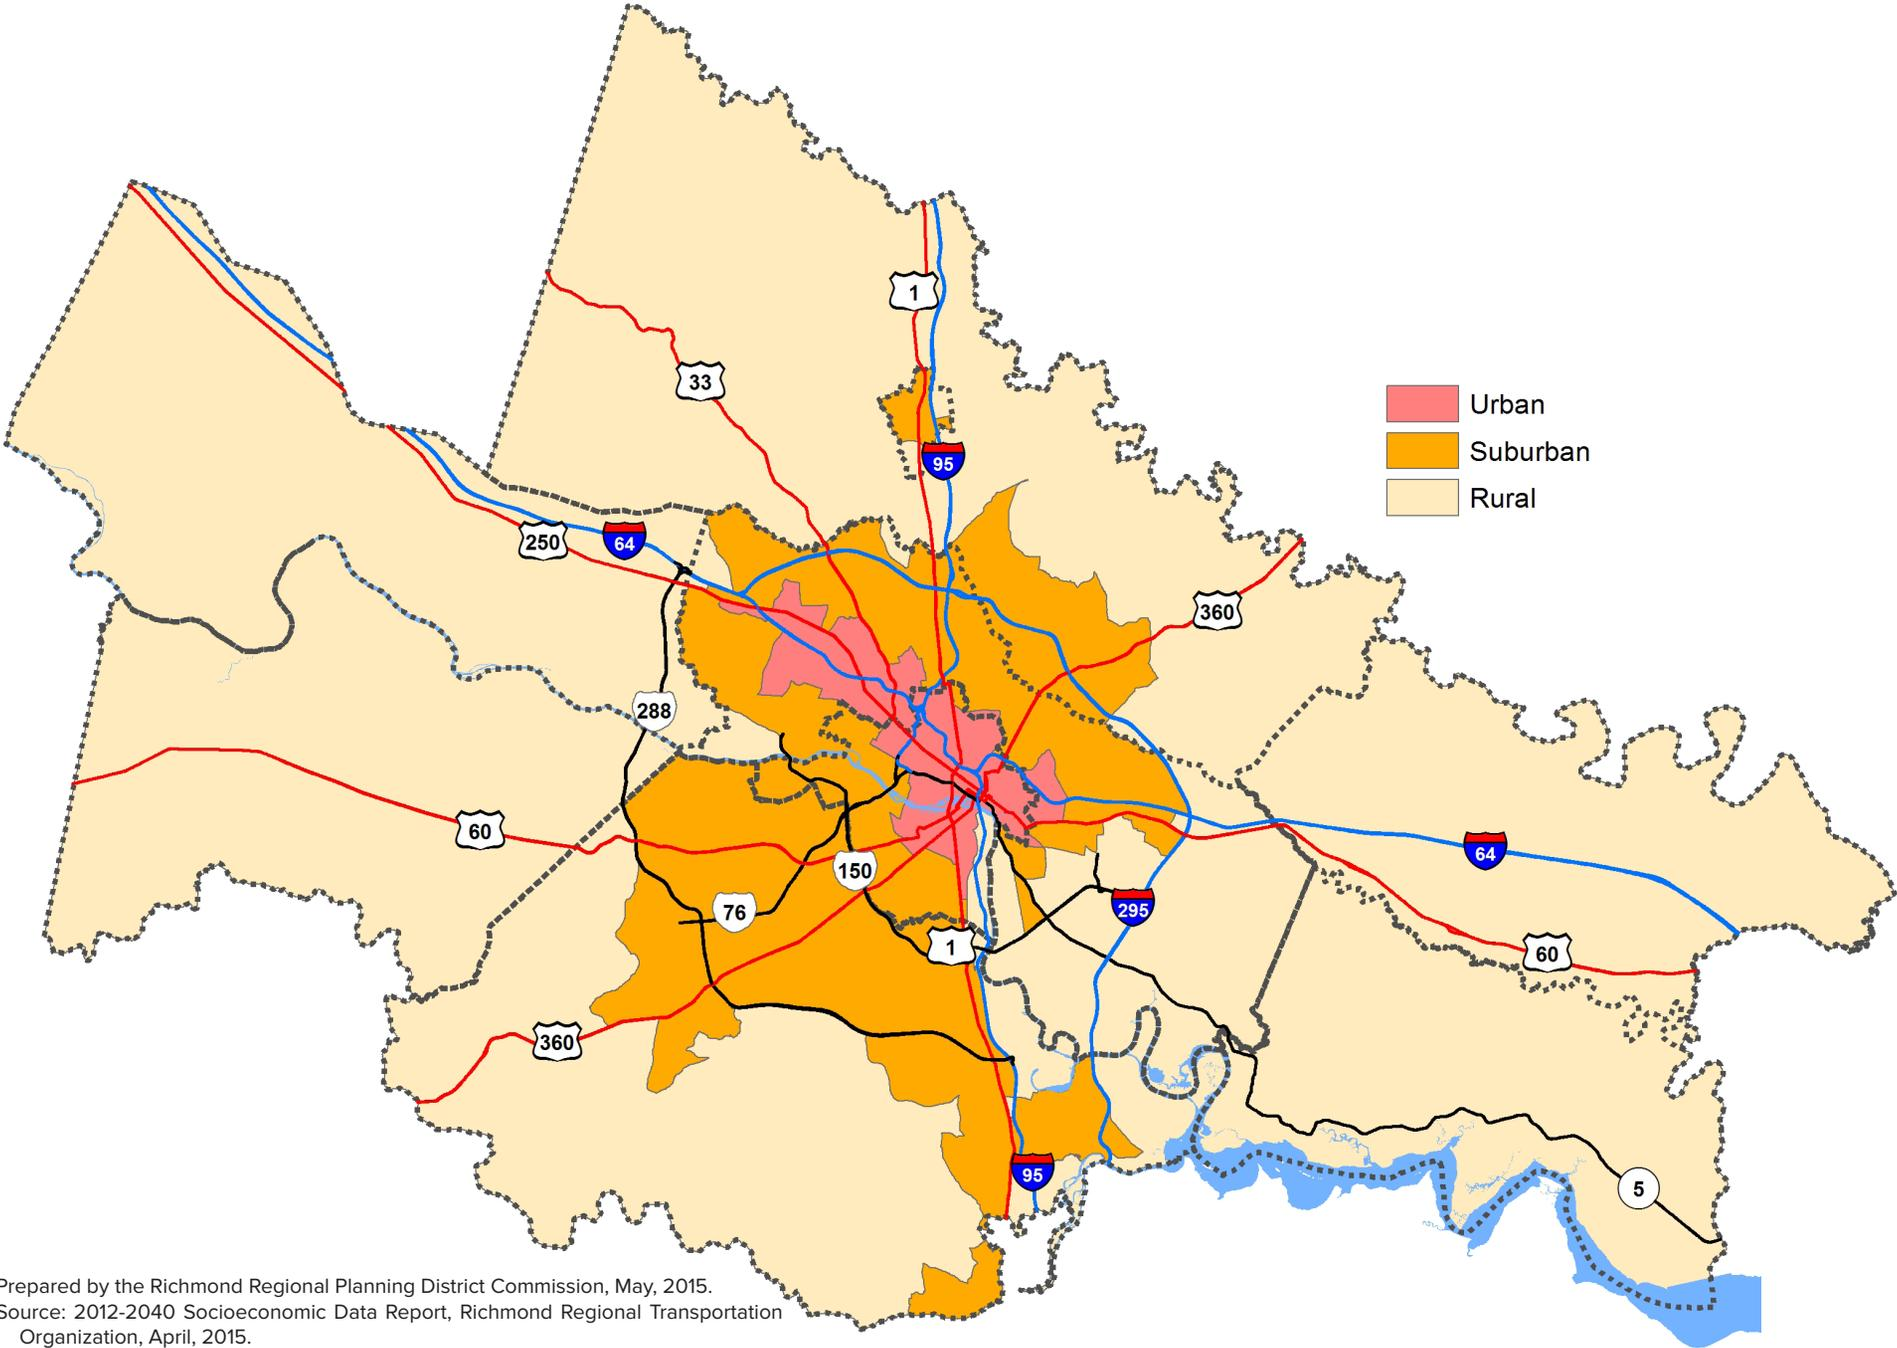 1
33
Urban
95
Suburban
Rural
250
64
360
288
60
64
150
295
76
1
60
360
95
5
Prepared by the Richmond Regional Planning District Commission, May, 2015.
Source: 2012-2040 Socioeconomic Data Report, Richmond Regional Transportation
Organization, April, 2015.